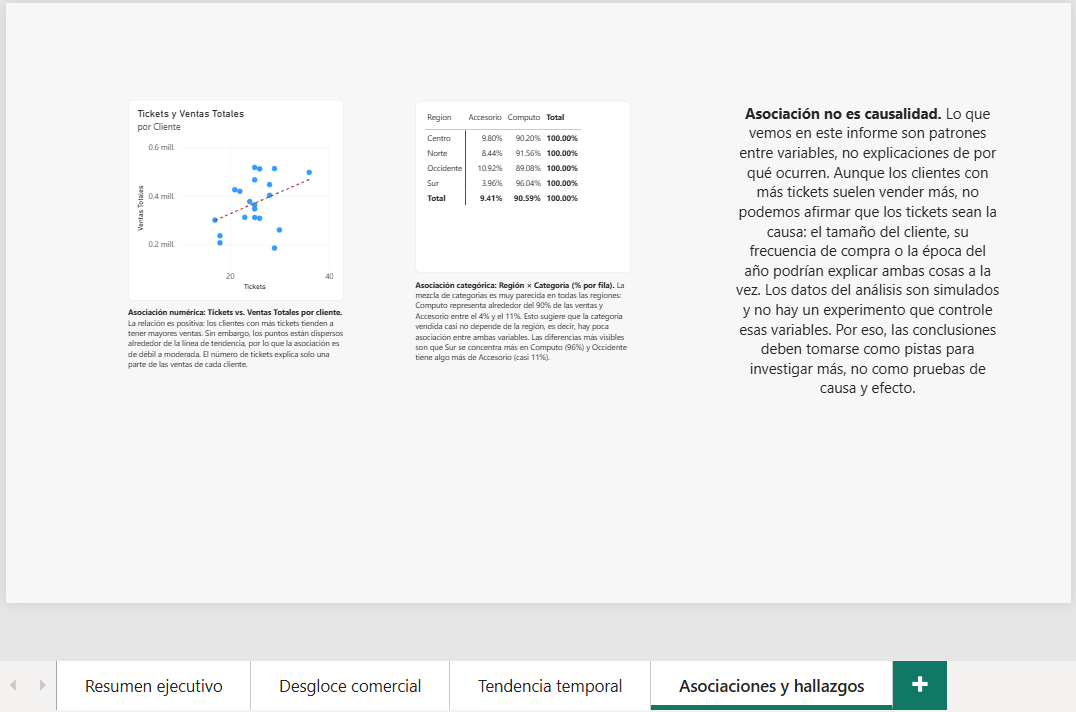 Tickets y Ventas Totales
por Cliente
0.6 mill.
0.4 mill.
0.2 mill.
Ventas Totales
20
40
Tickets
Asociación numérica: Tickets vs. Ventas Totales por cliente.
La relación es positiva: los clientes con más tickets tienden a
tener mayores ventas. Sin embargo, los puntos están dispersos
alrededor de la línea de tendencia, por lo que la asociación es
de débil a moderada. El número de tickets explica solo una
parte de las ventas de cada cliente.
Region Accesorio Computo Total
Centro 9.80% 90.20% 100.00%
Norte 8.44% 91.56% 100.00%
Occidente 10.92% 89.08% 100.00%
Sur 3.96% 96.04% 100.00%
Total 9.41% 90.59% 100.00%
Asociación categórica: Región × Categoría (% por fila). La
mezcla de categorías es muy parecida en todas las regiones:
Computo representa alrededor del 90% de las ventas y
Accesorio entre el 4% y el 11%. Esto sugiere que la categoría
vendida casi no depende de la región, es decir, hay poca
asociación entre ambas variables. Las diferencias más visibles
son que Sur se concentra más en Computo (96%) y Occidente
tiene algo más de Accesorio (casi 11%).
Asociación no es causalidad. Lo que
vemos en este informe son patrones
entre variables, no explicaciones de por
qué ocurren. Aunque los clientes con
más tickets suelen vender más, no
podemos afirmar que los tickets sean la
causa: el tamaño del cliente, su
frecuencia de compra o la época del
año podrían explicar ambas cosas a la
vez. Los datos del análisis son simulados
y no hay un experimento que controle
esas variables. Por eso, las conclusiones
deben tomarse como pistas para
investigar más, no como pruebas de
causa y efecto.
Resumen ejecutivo
Desgloce comercial
Tendencia temporal
Asociaciones y hallazgos
+